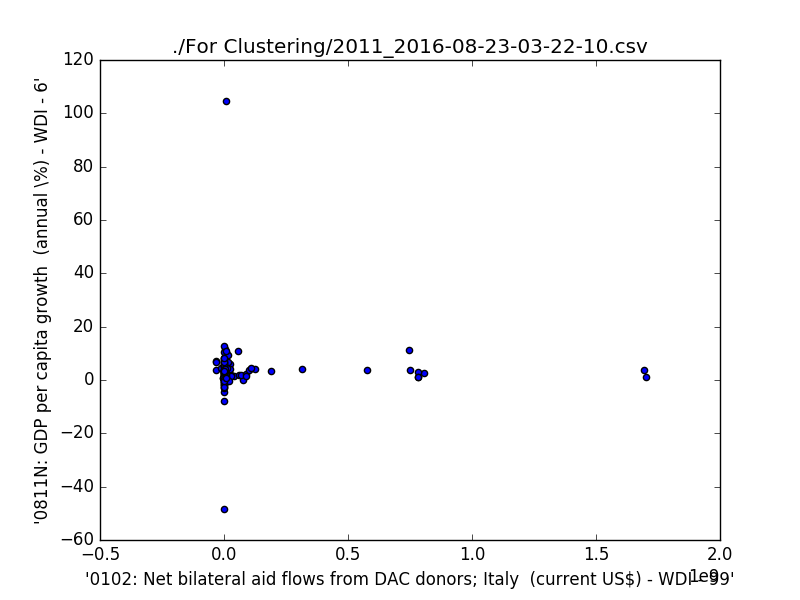 ./For Clustering/2011_2016-08-23-03-22-10.csv
120
100
80
60
40
20
0
−20
−40
−60
'0811N: GDP per capita growth  (annual \%) - WDI - 6'
−0.5 0.0 0.5 1.0 1.5 2.0
1e9
'0102: Net bilateral aid flows from DAC donors; Italy  (current US$) - WDI - 99'